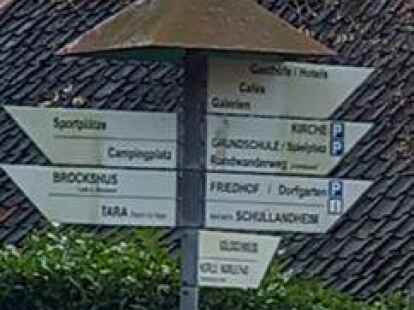 Gasthöfe / Hotels
Cafés
Galerien
Sportplätze
Campingplatz
KIRCHE P
GRUNDSCHULE / Spielplatz P
Rundwanderweg
BROCKSHUS
TARA
FRIEDHOF / Dorfgarten P
SCHULLANDHEIM